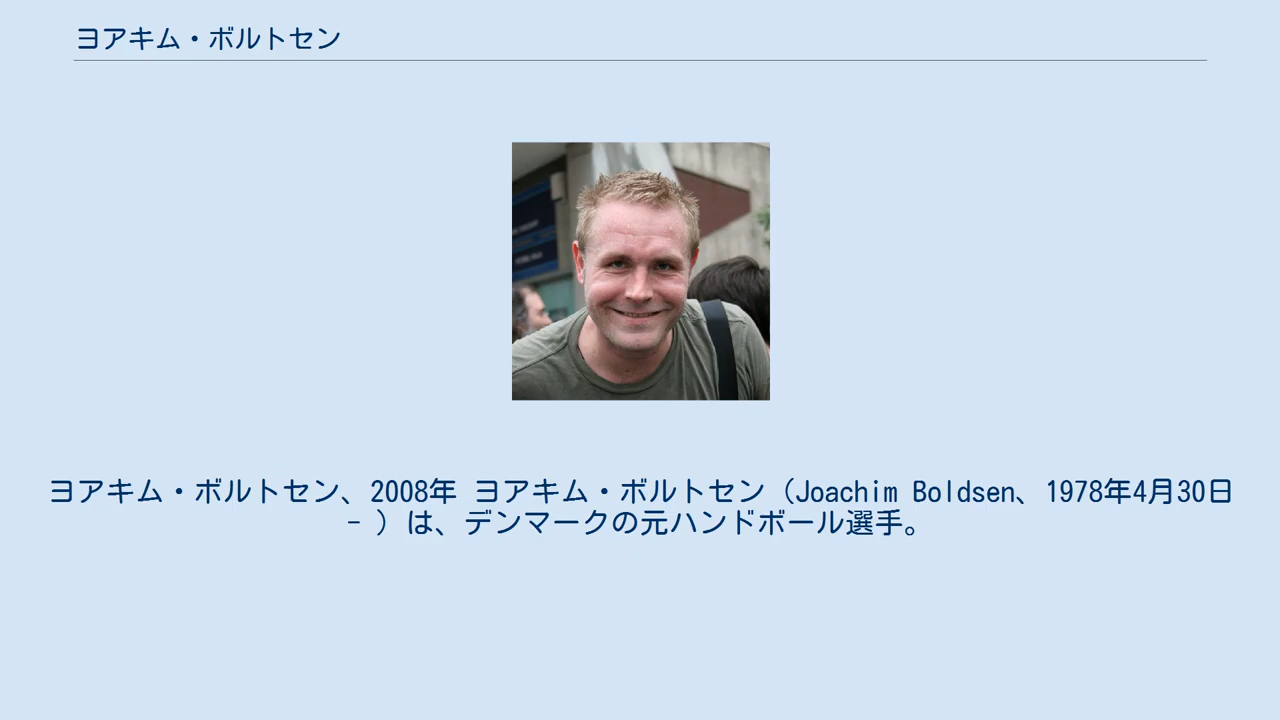 ヨアキム・ボルトセン
ヨアキム・ボルトセン、2008年 ヨアキム・ボルトセン（Joachim Boldsen、1978年4月30日
- ）は、デンマークの元ハンドボール選手。